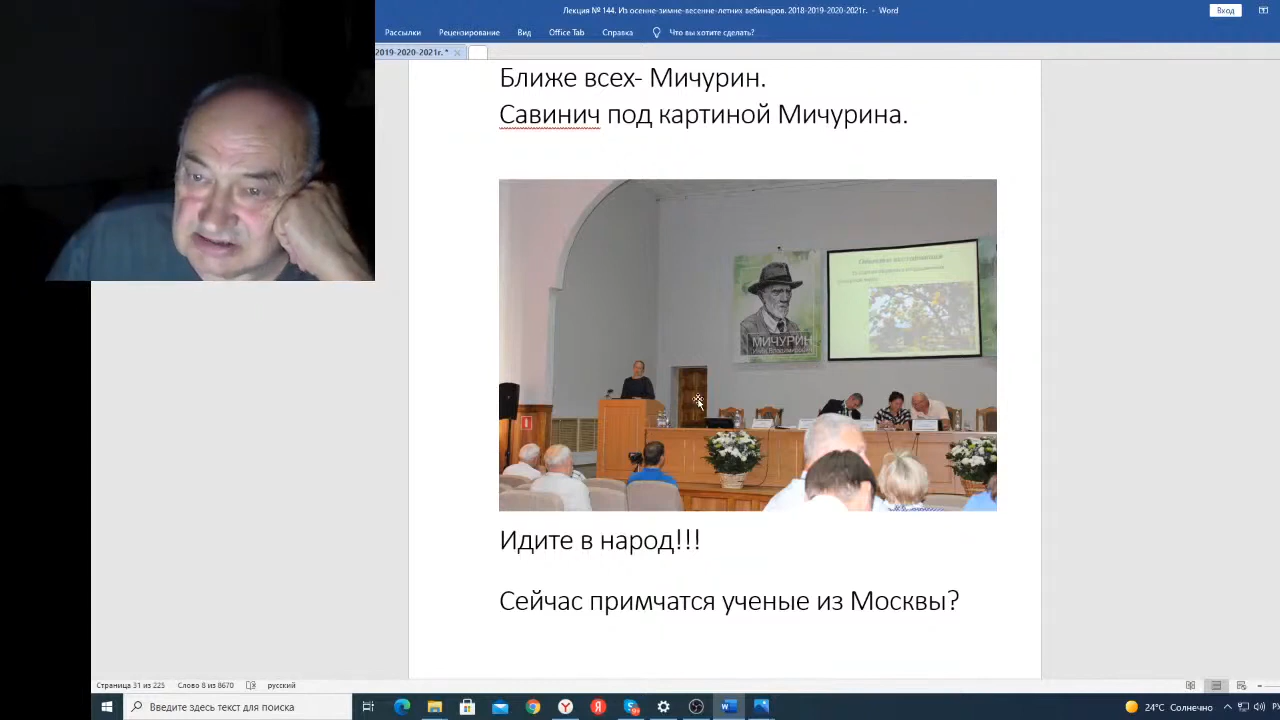 Лекция № 144. Из осенне-зимне-весенне-летних вебинаров. 2018-2019-2020-2021г. - Word
Вход
Рассылки Рецензирование Вид Office Tab Справка Что вы хотите сделать?
2019-2020-2021г. *
Ближе всех- Мичурин.
Савинич под картиной Мичурина.
МИЧУРИН
Идите в народ!!!
Сейчас примчатся ученые из Москвы?
Страница 31 из 225 Слово 8 из 8670 русский
Введите здесь текст для поиска
24°C Солнечно